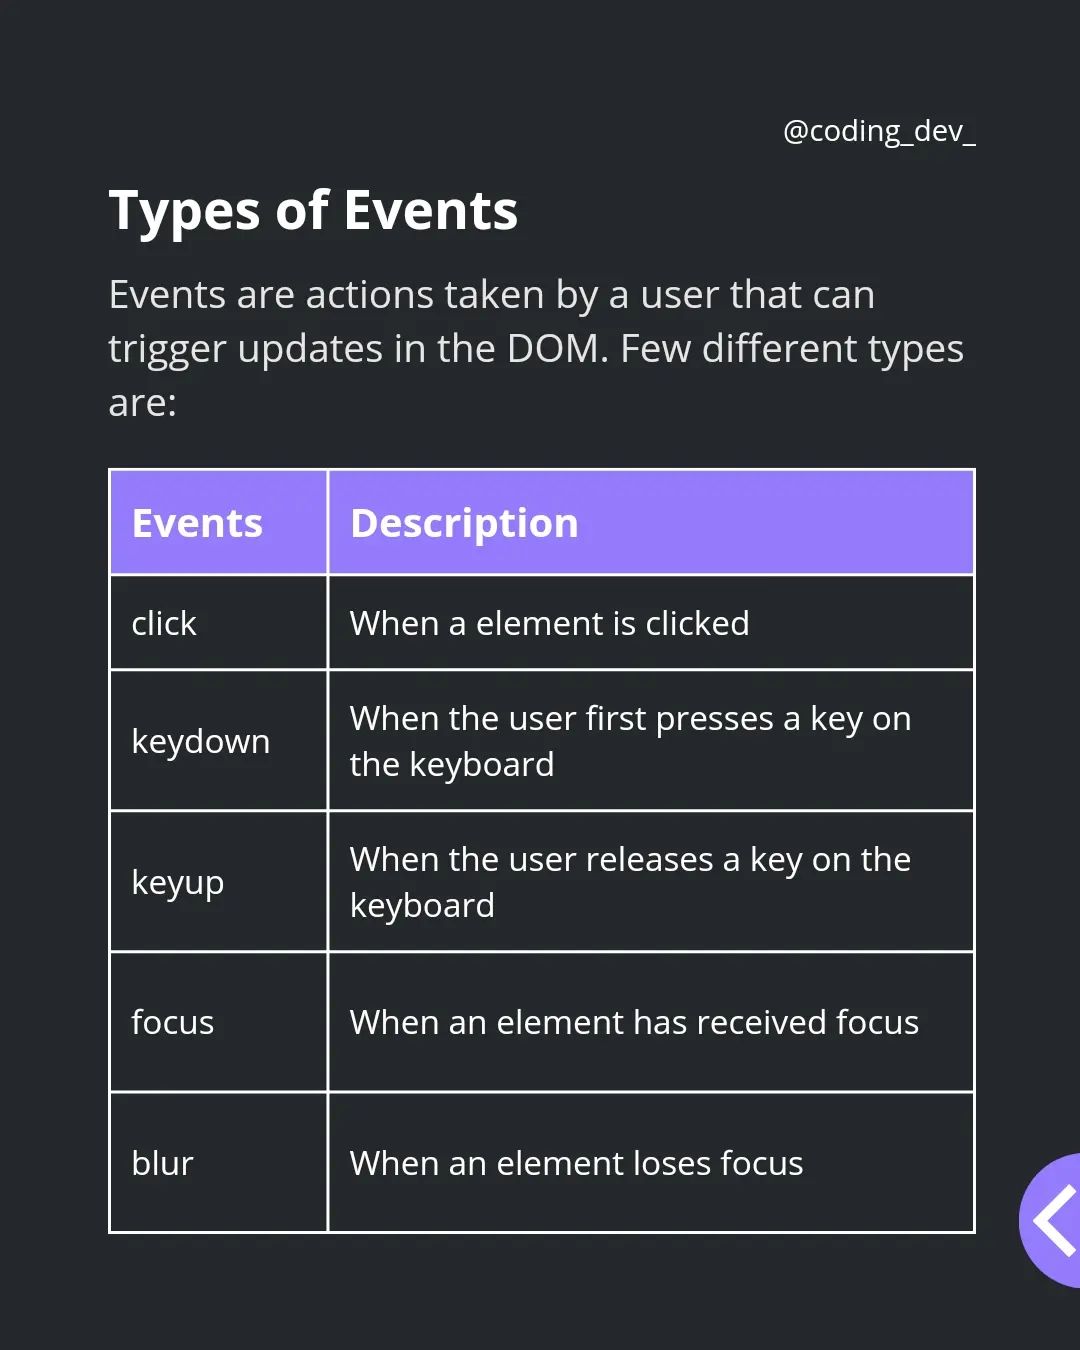 @coding_dev_
Types of Events
Events are actions taken by a user that can
trigger updates in the DOM. Few different types
are:
Events
Description
click
When a element is clicked
keydown
When the user first presses a key on
the keyboard
keyup
When the user releases a key on the
keyboard
focus
When an element has received focus
blur
When an element loses focus